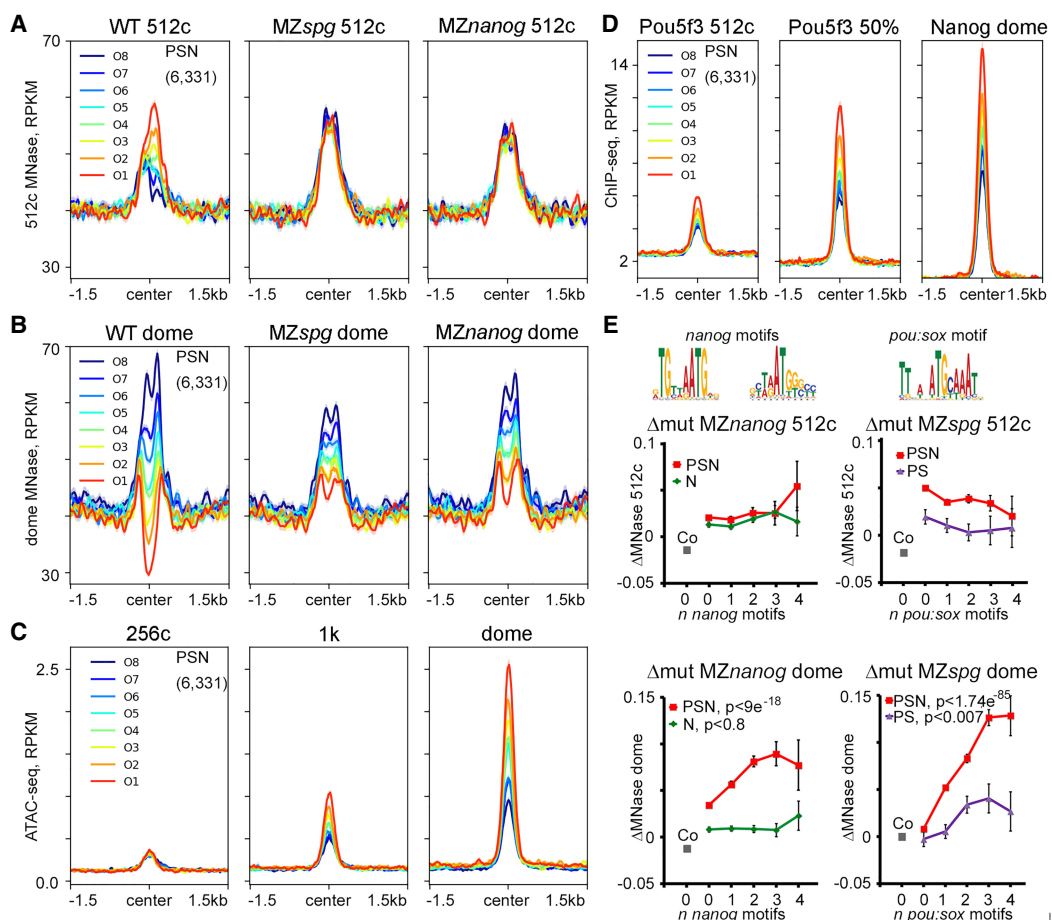 A
WT 512c
MZspg 512c
MZnanog 512c
70
512c MNase, RPKM
30
O8
O7
O6
O5
O4
O3
O2
O1
PSN
(6,331)
-1.5 center 1.5kb
-1.5 center 1.5kb
-1.5 center 1.5kb
B
WT dome
MZspg dome
MZnanog dome
70
dome MNase, RPKM
30
O8
O7
O6
O5
O4
O3
O2
O1
PSN
(6,331)
-1.5 center 1.5kb
-1.5 center 1.5kb
-1.5 center 1.5kb
C
256c
1k
dome
2.5
ATAC-seq, RPKM
0.0
O8
O7
O6
O5
O4
O3
O2
O1
PSN
(6,331)
-1.5 center 1.5kb
-1.5 center 1.5kb
-1.5 center 1.5kb
D
Pou5f3 512c
Pou5f3 50%
Nanog dome
14
ChIP-seq, RPKM
2
O8
O7
O6
O5
O4
O3
O2
O1
PSN
(6,331)
-1.5 center 1.5kb
-1.5 center 1.5kb
-1.5 center 1.5kb
E
nanog motifs
pou:sox motif
Δmut MZnanog 512c
0.1
ΔMNase 512c
0
-0.05
PSN
N
Co
0 0 1 2 3 4
n nanog motifs
Δmut MZspg 512c
0.1
ΔMNase 512c
0
-0.05
PSN
PS
Co
0 0 1 2 3 4
n pou:sox motifs
Δmut MZnanog dome
0.15
ΔMNase dome
0
-0.05
PSN, p<9e-18
N, p<0.8
Co
0 0 1 2 3 4
n nanog motifs
Δmut MZspg dome
0.15
ΔMNase dome
0
-0.05
PSN, p<1.74e-85
PS, p<0.007
Co
0 0 1 2 3 4
n pou:sox motifs